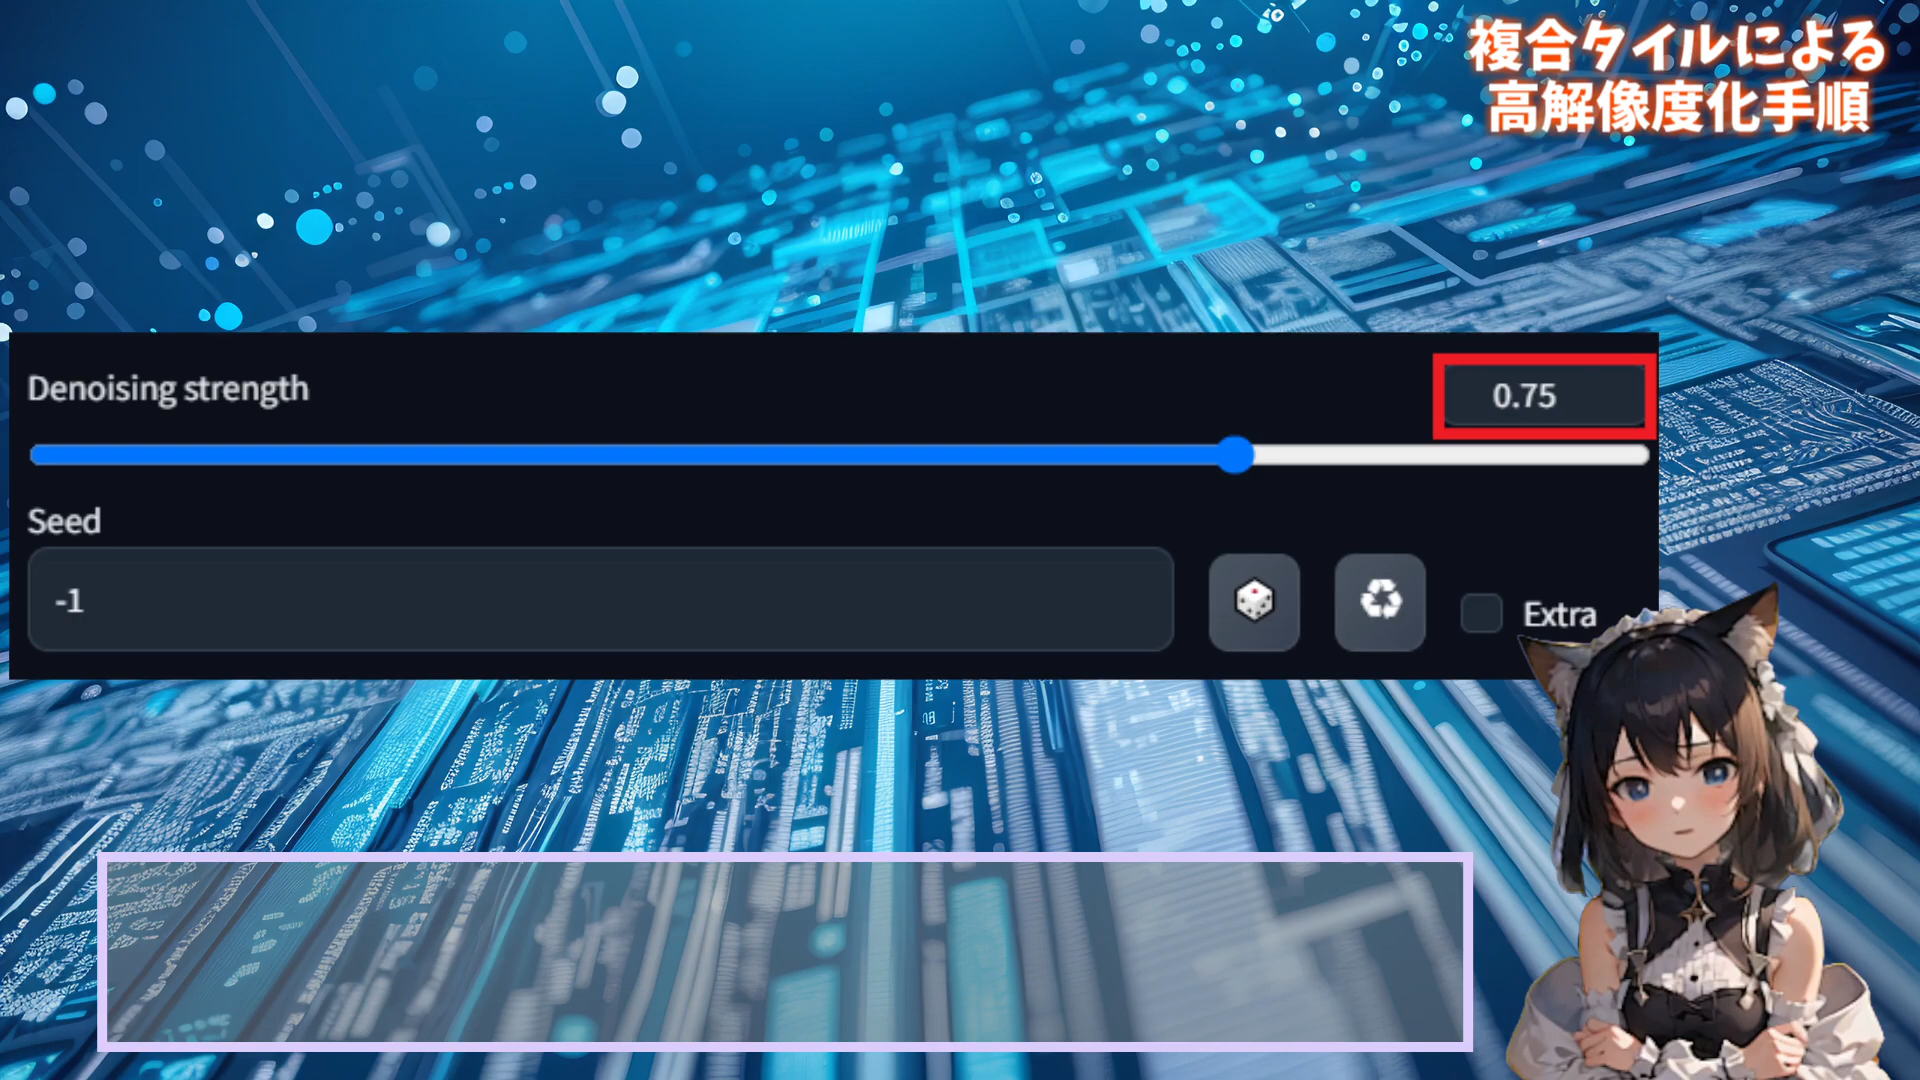 複合タイルによる
高解像度化手順
Denoising strength
0.75
Seed
-1
Extra